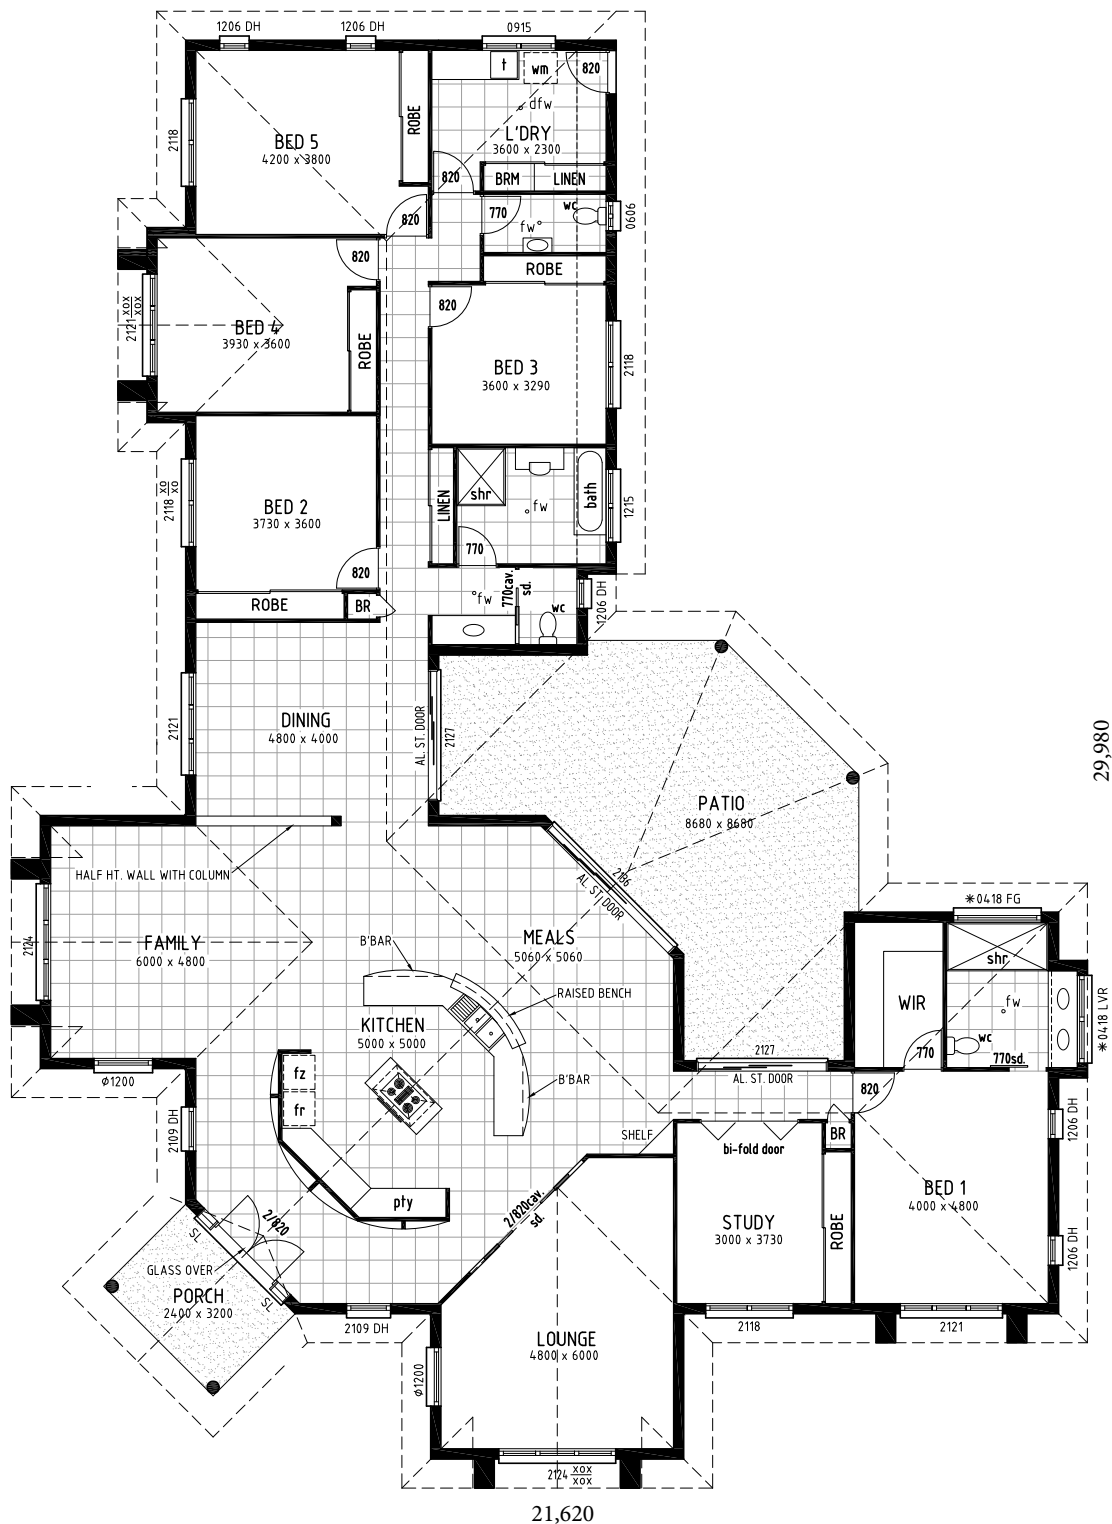 1206 DH
1206 DH
0915
t
wm
820
dfw
BED 5
4200 x 3800
ROBE
2118
L'DRY
3600 x 2300
820
BRM
LINEN
820
770
wc
fw
0606
820
ROBE
820
2121 XOX
XOX
BED 4
3930 x 3600
ROBE
BED 3
3600 x 3290
2118
2118 XO
XO
BED 2
3730 x 3600
LINEN
shr
fw
bath
1215
770
820
ROBE
BR
fw
770cav.
sd.
wc
1206 DH
DINING
4800 x 4000
2121
AL. ST. DOOR
2127
29,980
PATIO
8680 x 8680
HALF HT. WALL WITH COLUMN
2136
AL. ST. DOOR
✳0418 FG
2124
FAMILY
6000 x 4800
B'BAR
MEALS
5060 x 5060
shr
RAISED BENCH
WIR
fw
KITCHEN
5000 x 5000
✳0418 LVR
wc
770
770sd.
2127
AL. ST. DOOR
fz
Ø1200
B'BAR
820
fr
2109 DH
SHELF
BR
1206 DH
bi-fold door
pty
BED 1
4000 x 4800
2/820cav.
sd.
STUDY
3000 x 3730
ROBE
2/820
SL
1206 DH
GLASS OVER
PORCH
2400 x 3200
SL
2109 DH
2118
2121
LOUNGE
4800 x 6000
Ø1200
2124 XOX
XOX
21,620